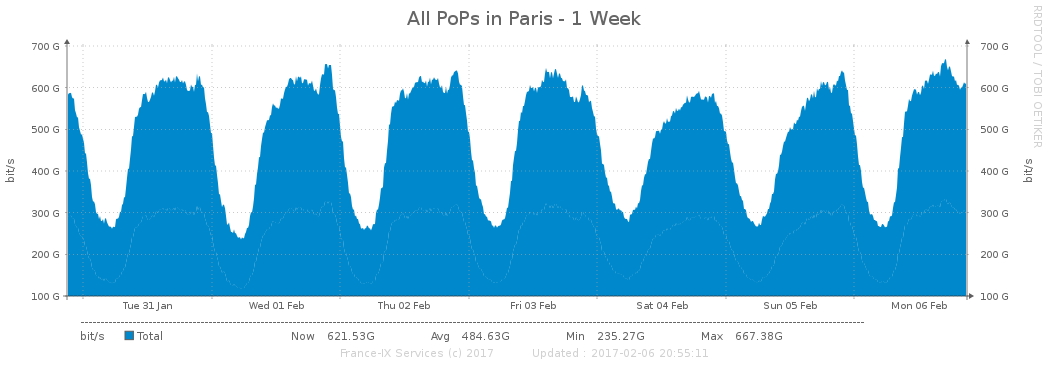 All PoPs in Paris - 1 Week
RRDTOOL / TOBI OETIKER
700 G 700 G
600 G 600 G
500 G 500 G
400 G 400 G
300 G 300 G
200 G 200 G
100 G 100 G
bit/s
bit/s
Tue 31 Jan Wed 01 Feb Thu 02 Feb Fri 03 Feb Sat 04 Feb Sun 05 Feb Mon 06 Feb
bit/s Total Now 621.53G Avg 484.63G Min 235.27G Max 667.38G
France-IX Services (c) 2017 Updated : 2017-02-06 20:55:11